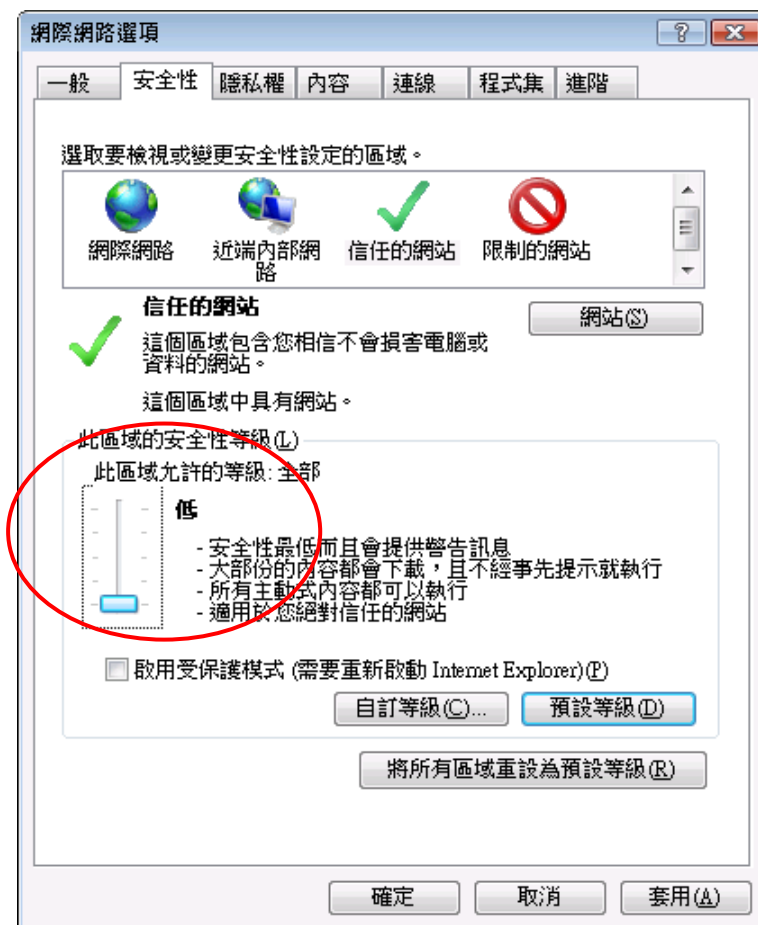 網際網路選項
一般 安全性 隱私權 內容 連線 程式集 進階
選取要檢視或變更安全性設定的區域。
網際網路 近端內部網路 信任的網站 限制的網站
信任的網站
網站(S)
這個區域包含您相信不會損害電腦或
資料的網站。
這個區域中具有網站。
此區域的安全性等級(L)
此區域允許的等級: 全部
低
- 安全性最低而且會提供警告訊息
- 大部份的內容都會下載，且不經事先提示就執行
- 所有主動式內容都可以執行
- 適用於您絕對信任的網站
啟用受保護模式 (需要重新啟動 Internet Explorer)(P)
自訂等級(C)... 預設等級(D)
將所有區域重設為預設等級(R)
確定 取消 套用(A)